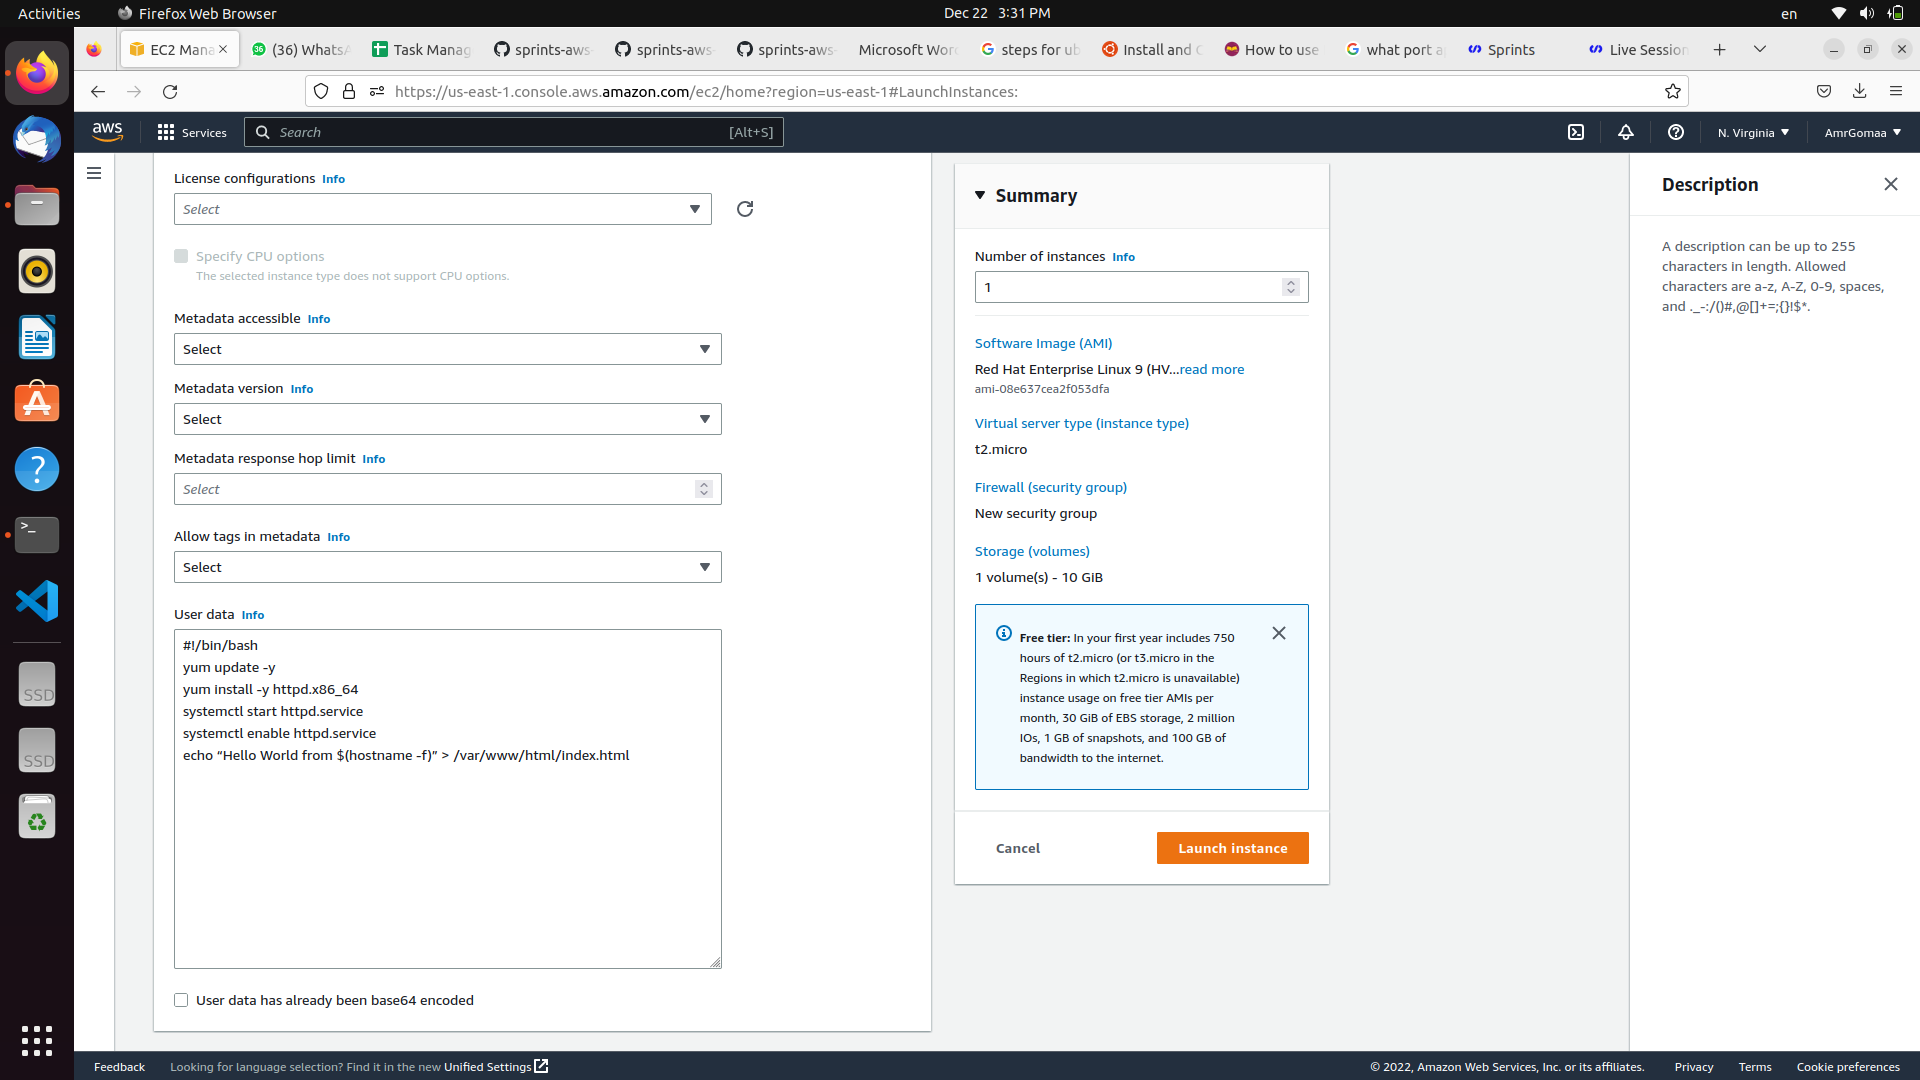 Activities
Firefox Web Browser
Dec 22 3:31 PM
en
EC2 Mana
(36) WhatsA
Task Manag
sprints-aws-
sprints-aws-
sprints-aws-
Microsoft Word
steps for ub
Install and C
How to use
what port a
Sprints
Live Session
https://us-east-1.console.aws.amazon.com/ec2/home?region=us-east-1#LaunchInstances:
aws
Services
Search
[Alt+S]
N. Virginia
AmrGomaa
License configurations Info
Select
Specify CPU options
The selected instance type does not support CPU options.
Metadata accessible Info
Select
Metadata version Info
Select
Metadata response hop limit Info
Select
Allow tags in metadata Info
Select
User data Info
#!/bin/bash
yum update -y
yum install -y httpd.x86_64
systemctl start httpd.service
systemctl enable httpd.service
echo “Hello World from $(hostname -f)” > /var/www/html/index.html
User data has already been base64 encoded
Summary
Number of instances Info
1
Software Image (AMI)
Red Hat Enterprise Linux 9 (HV...read more
ami-08e637cea2f053dfa
Virtual server type (instance type)
t2.micro
Firewall (security group)
New security group
Storage (volumes)
1 volume(s) - 10 GiB
Free tier: In your first year includes 750
hours of t2.micro (or t3.micro in the
Regions in which t2.micro is unavailable)
instance usage on free tier AMIs per
month, 30 GiB of EBS storage, 2 million
IOs, 1 GB of snapshots, and 100 GB of
bandwidth to the internet.
Cancel
Launch instance
Description
A description can be up to 255
characters in length. Allowed
characters are a-z, A-Z, 0-9, spaces,
and ._-:/()#,@[]+=;{}!$*.
SSD
SSD
Feedback
Looking for language selection? Find it in the new Unified Settings
© 2022, Amazon Web Services, Inc. or its affiliates.
Privacy
Terms
Cookie preferences